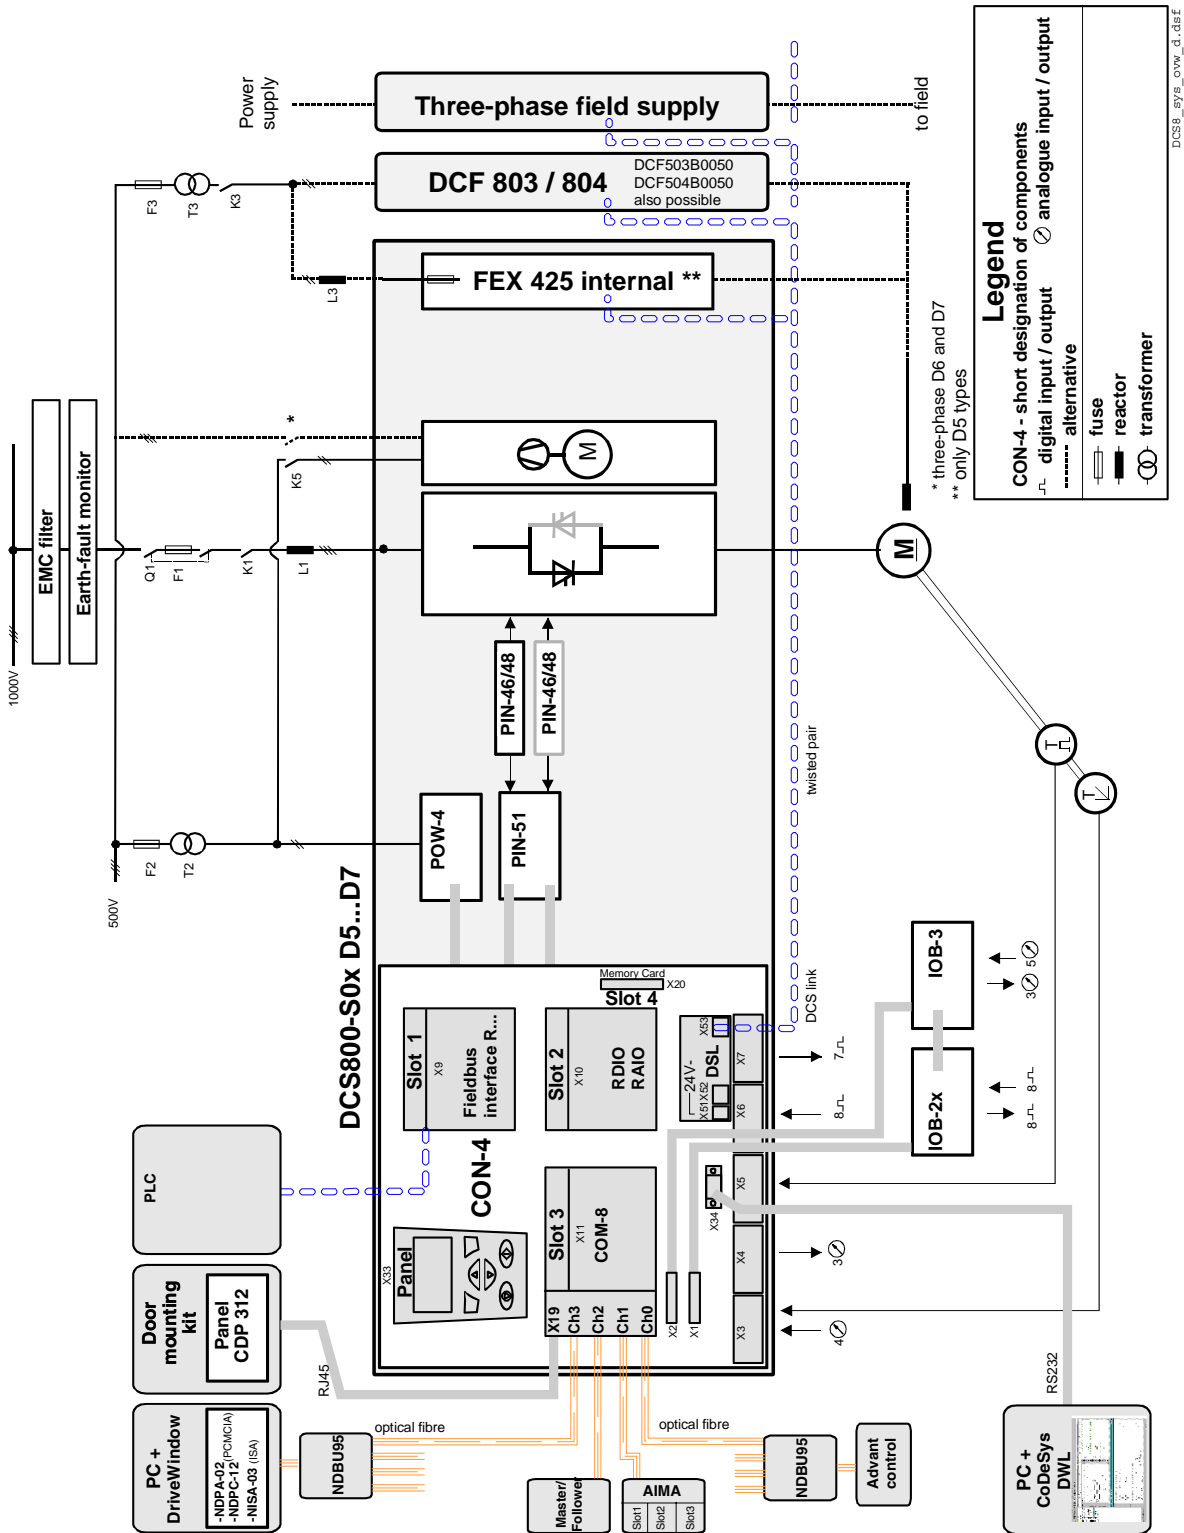 DCS800-S0x D5...D7
1000V
EMC filter
Earth-fault monitor
500V
F2
T2
Q1
F1
K1
L1
K5
*
F3
T3
K3
L3
Power
supply
Three-phase field supply
to field
DCF 803 / 804
DCF503B0050
DCF504B0050
also possible
FEX 425 internal **
M
PIN-46/48
PIN-46/48
POW-4
PIN-51
M
T
T
* three-phase D6 and D7
** only D5 types
twisted pair
DCS link
PLC
Door
mounting
kit
Panel
CDP 312
PC +
DriveWindow
-NDPA-02 (PCMCIA)
-NDPC-12
-NISA-03 (ISA)
RJ45
CON-4
Slot 1
X9
Fieldbus
interface R...
Slot 2
X10
RDIO
RAIO
Slot 3
X11
COM-8
Memory Card
X20
Slot 4
X33
Panel
X19
Ch3
Ch2
Ch1
Ch0
24V-
X51
X52
X53
DSL
X2
X1
X34
X3
X4
X5
X6
X7
4
3
8
7
IOB-2x
IOB-3
8
8
3
5
optical fibre
optical fibre
NDBU95
NDBU95
Master/
Follower
AIMA
Slot1
Slot2
Slot3
Advant
control
RS232
PC +
CoDeSys
DWL
Legend
CON-4 - short designation of components
digital input / output
analogue input / output
alternative
fuse
reactor
transformer
DCS8_sys_ovw_d.dsf